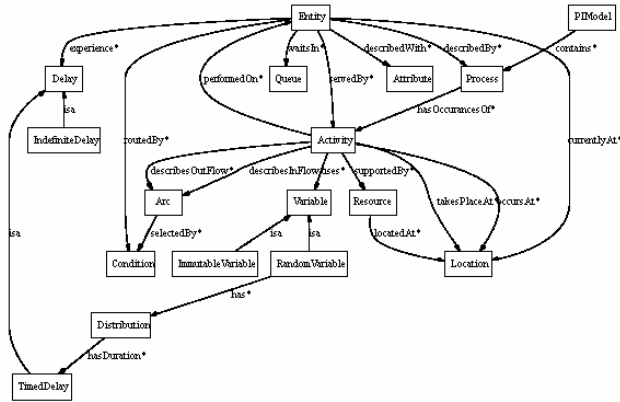 Entity
PIModel
experience*
waitsIn*
describedWith*
describedBy*
contains*
Delay
performedOn*
Queue
servedBy*
Attribute
Process
isa
hasOccurancesOf*
IndefiniteDelay
routedBy*
Activity
currentlyAt*
describesOutFlow*
describesInFlow*
uses*
supportedBy*
Arc
Variable
Resource
takesPlaceAt*
occursAt*
selectedBy*
isa
isa
locatedAt*
isa
Condition
ImmutableVariable
RandomVariable
Location
has*
Distribution
hasDuration*
TimedDelay